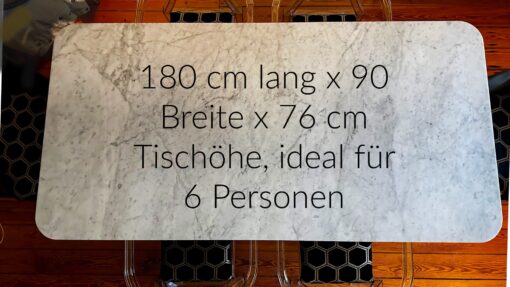 180 cm lang x 90
Breite x 76 cm
Tischöhe, ideal für
6 Personen